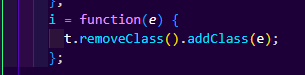 },
i = function(e) {
t.removeClass().addClass(e);
};